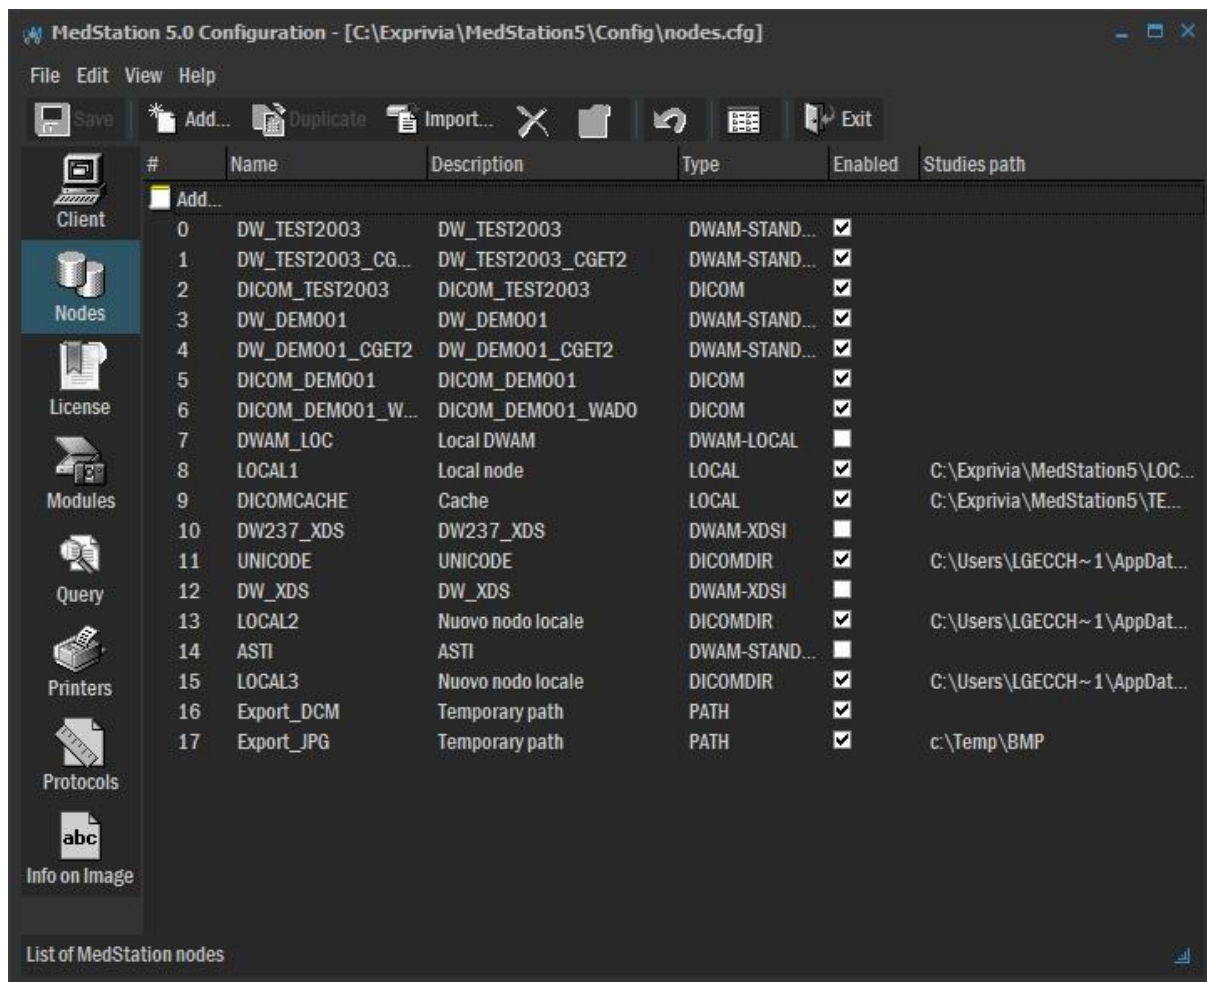 MedStation 5.0 Configuration - [C:\Exprivia\MedStation5\Config\nodes.cfg]
File Edit View Help
Save Add... Duplicate Import... Exit
# Name Description Type Enabled Studies path
Add...
0 DW_TEST2003 DW_TEST2003 DWAM-STAND...
1 DW_TEST2003_CG... DW_TEST2003_CGET2 DWAM-STAND...
2 DICOM_TEST2003 DICOM_TEST2003 DICOM
3 DW_DEMO01 DW_DEMO01 DWAM-STAND...
4 DW_DEMO01_CGET2 DW_DEMO01_CGET2 DWAM-STAND...
5 DICOM_DEMO01 DICOM_DEMO01 DICOM
6 DICOM_DEMO01_W... DICOM_DEMO01_WADO DICOM
7 DWAM_LOC Local DWAM DWAM-LOCAL
8 LOCAL1 Local node LOCAL C:\Exprivia\MedStation5\LOC...
9 DICOMCACHE Cache LOCAL C:\Exprivia\MedStation5\TE...
10 DW237_XDS DW237_XDS DWAM-XDSI
11 UNICODE UNICODE DICOMDIR C:\Users\LGECCH~1\AppDat...
12 DW_XDS DW_XDS DWAM-XDSI
13 LOCAL2 Nuovo nodo locale DICOMDIR C:\Users\LGECCH~1\AppDat...
14 ASTI ASTI DWAM-STAND...
15 LOCAL3 Nuovo nodo locale DICOMDIR C:\Users\LGECCH~1\AppDat...
16 Export_DCM Temporary path PATH
17 Export_JPG Temporary path PATH c:\Temp\BMP
Client
Nodes
License
Modules
Query
Printers
Protocols
abc
Info on Image
List of MedStation nodes